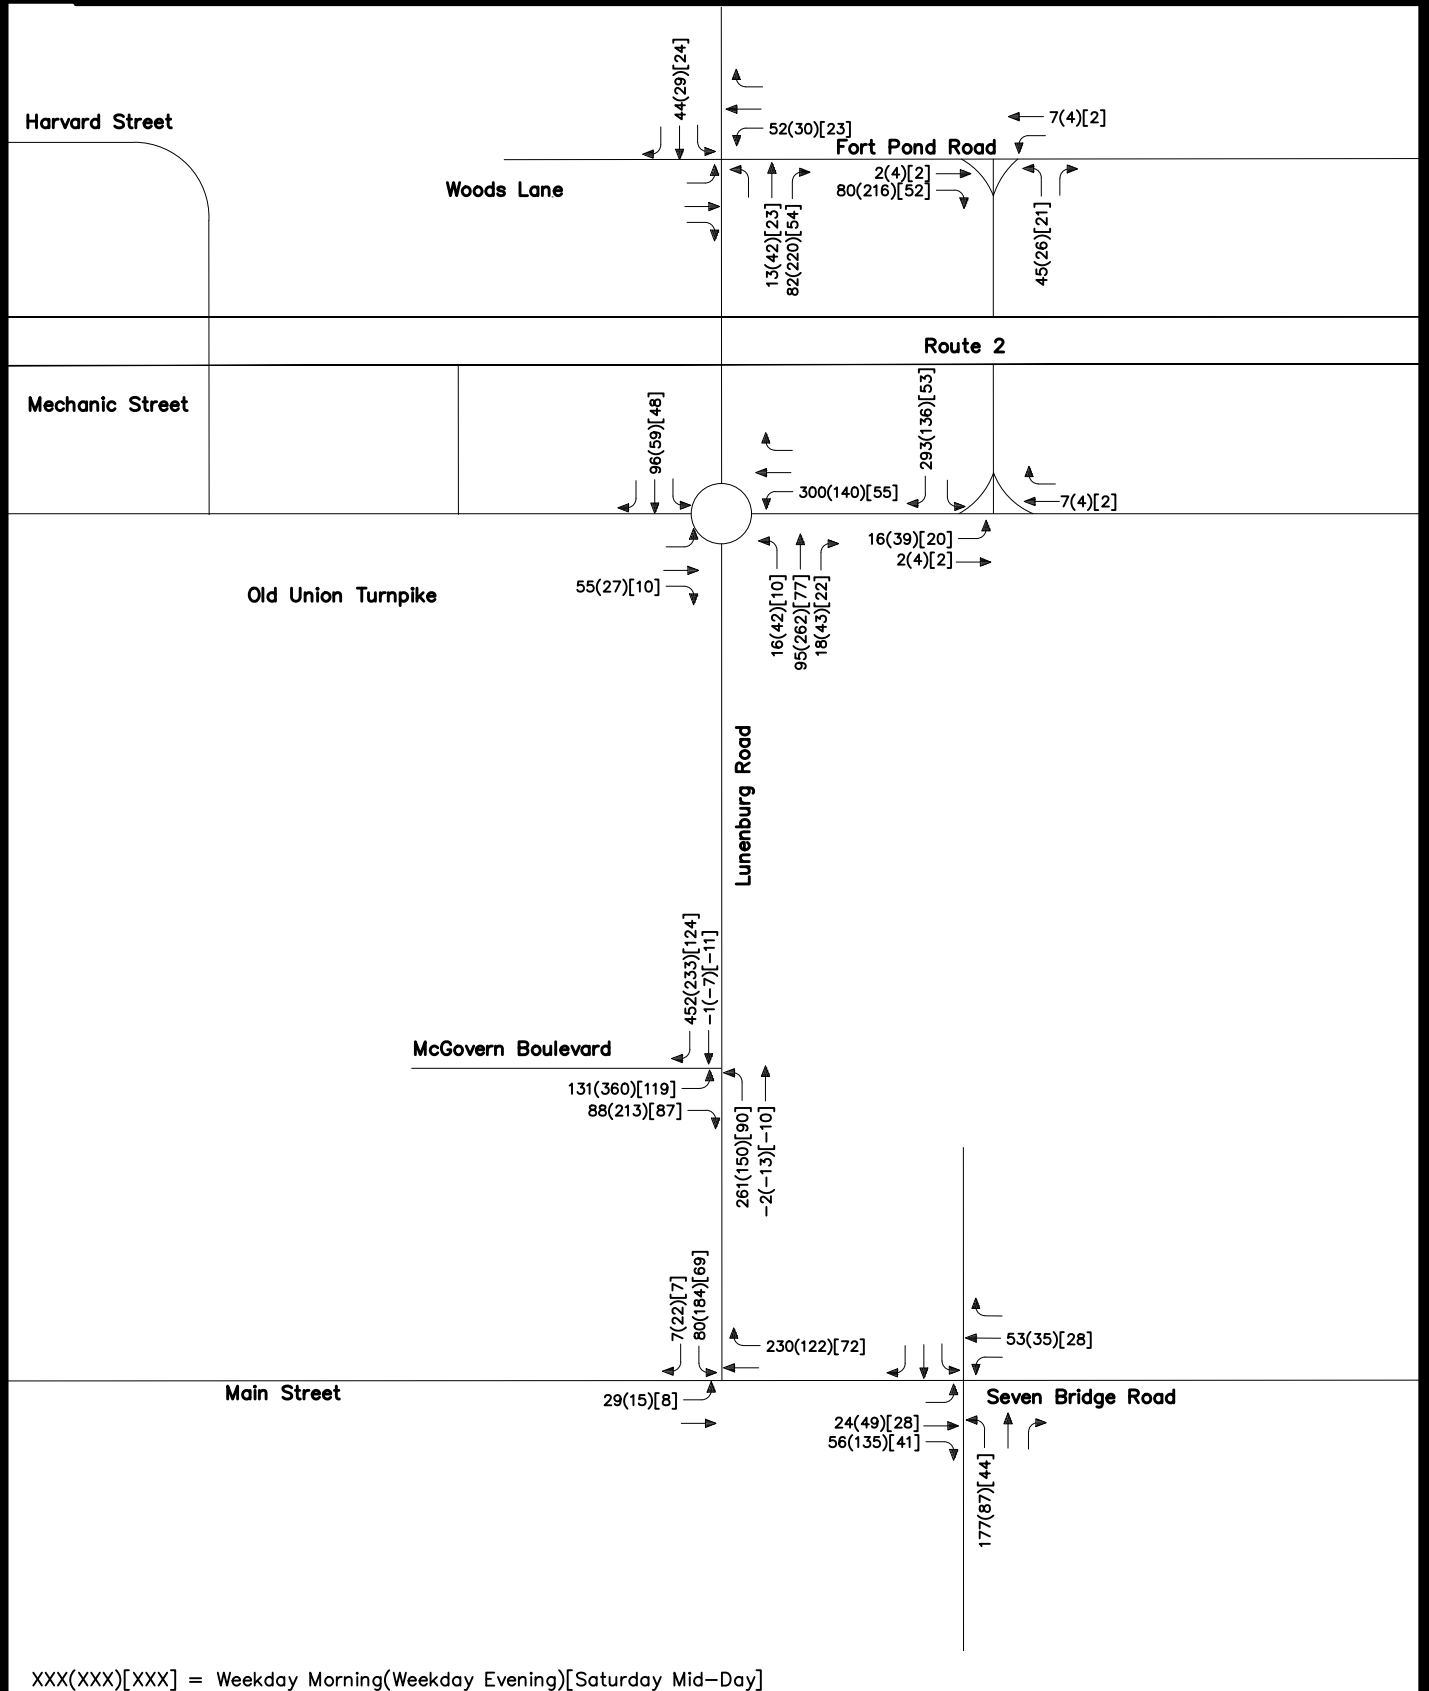 44(29)[24]
7(4)[2]
Harvard Street
52(30)[23]
Fort Pond Road
2(4)[2]
80(216)[52]
Woods Lane
13(42)[23]
82(220)[54]
45(26)[21]
Route 2
293(136)[53]
Mechanic Street
96(59)[48]
300(140)[55]
7(4)[2]
16(39)[20]
2(4)[2]
55(27)[10]
Old Union Turnpike
16(42)[10]
95(262)[77]
18(43)[22]
Lunenburg Road
452(233)[124]
-1(-7)[-11]
McGovern Boulevard
131(360)[119]
88(213)[87]
261(150)[90]
-2(-13)[-10]
7(22)[7]
80(184)[69]
230(122)[72]
53(35)[28]
Main Street
29(15)[8]
Seven Bridge Road
24(49)[28]
56(135)[41]
177(87)[44]
XXX(XXX)[XXX] = Weekday Morning(Weekday Evening)[Saturday Mid-Day]